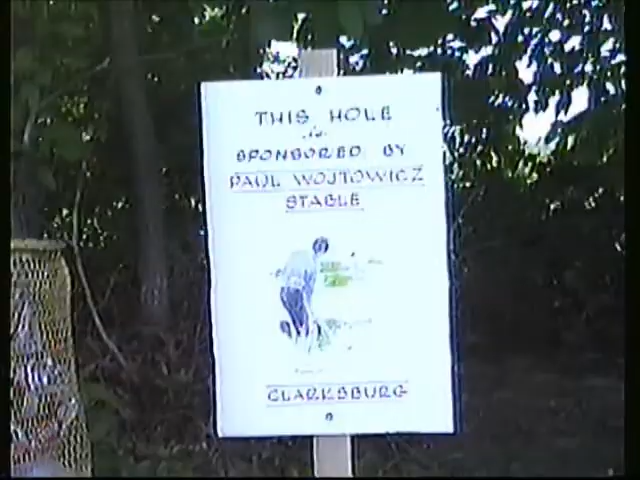 THIS HOLE
IS
SPONSORED BY
PAUL WOJTOWICZ
STABLE
CLARKSBURG